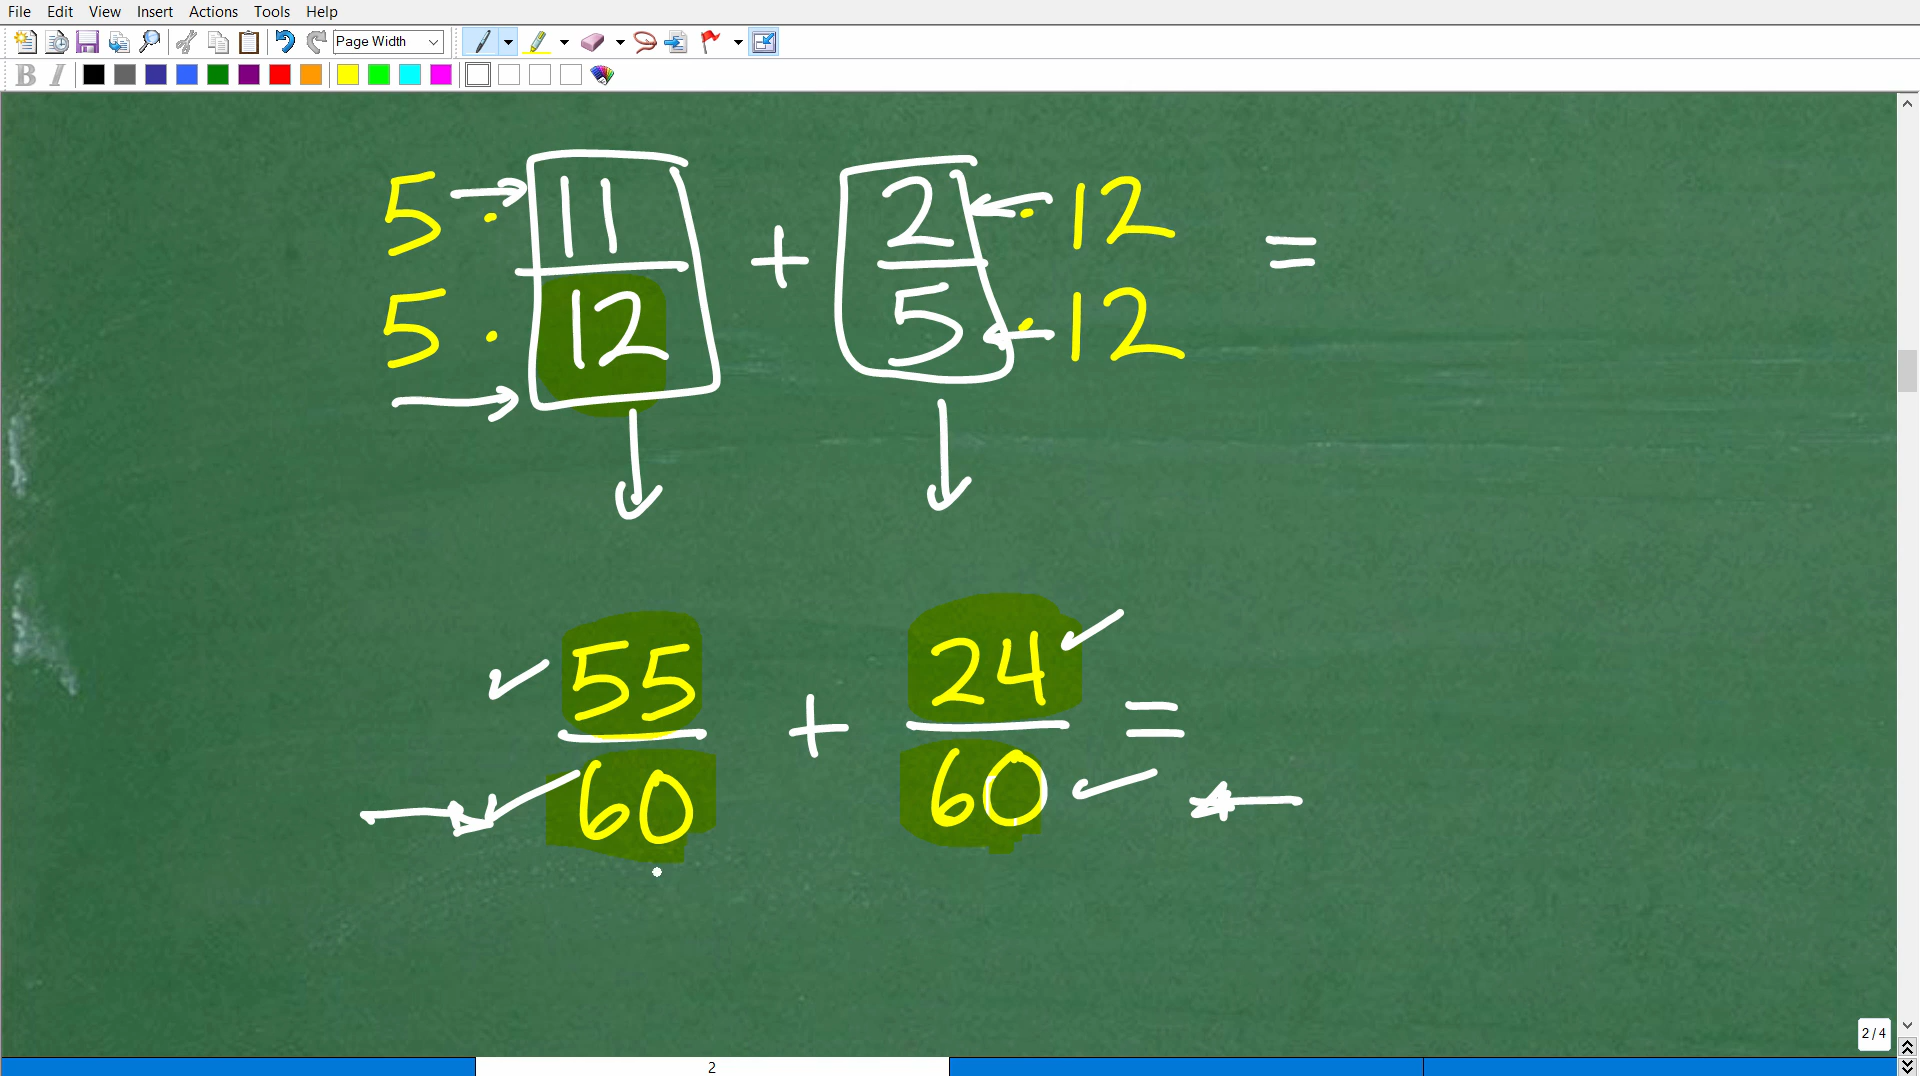 File Edit View Insert Actions Tools Help
Page Width
B I
5 · 11 + 2 · 12 =
5 · 12 5 · 12
55 + 24 =
60 60
2 / 4
2